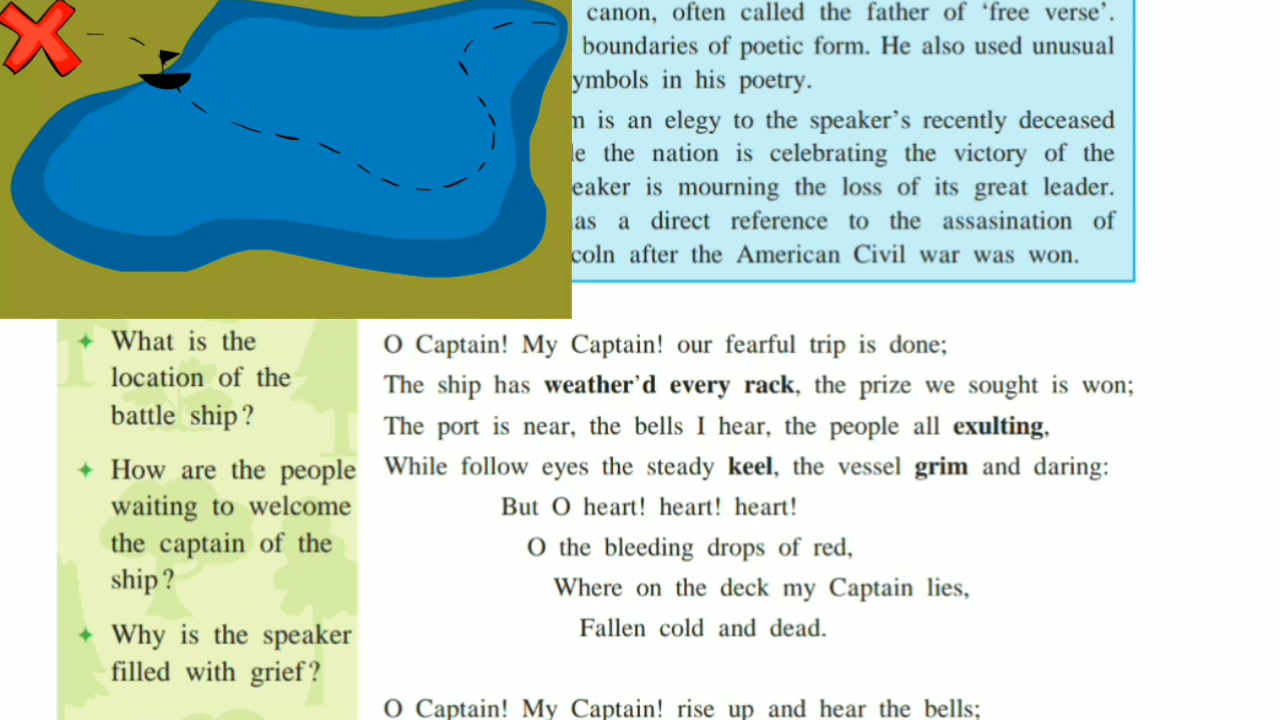 canon, often called the father of ‘free verse’.
boundaries of poetic form. He also used unusual
ymbols in his poetry.
is an elegy to the speaker’s recently deceased
the nation is celebrating the victory of the
eaker is mourning the loss of its great leader.
as a direct reference to the assasination of
coln after the American Civil war was won.
✦ What is the
location of the
battle ship?
✦ How are the people
waiting to welcome
the captain of the
ship?
✦ Why is the speaker
filled with grief?
O Captain! My Captain! our fearful trip is done;
The ship has weather’d every rack, the prize we sought is won;
The port is near, the bells I hear, the people all exulting,
While follow eyes the steady keel, the vessel grim and daring:
But O heart! heart! heart!
O the bleeding drops of red,
Where on the deck my Captain lies,
Fallen cold and dead.
O Captain! My Captain! rise up and hear the bells;